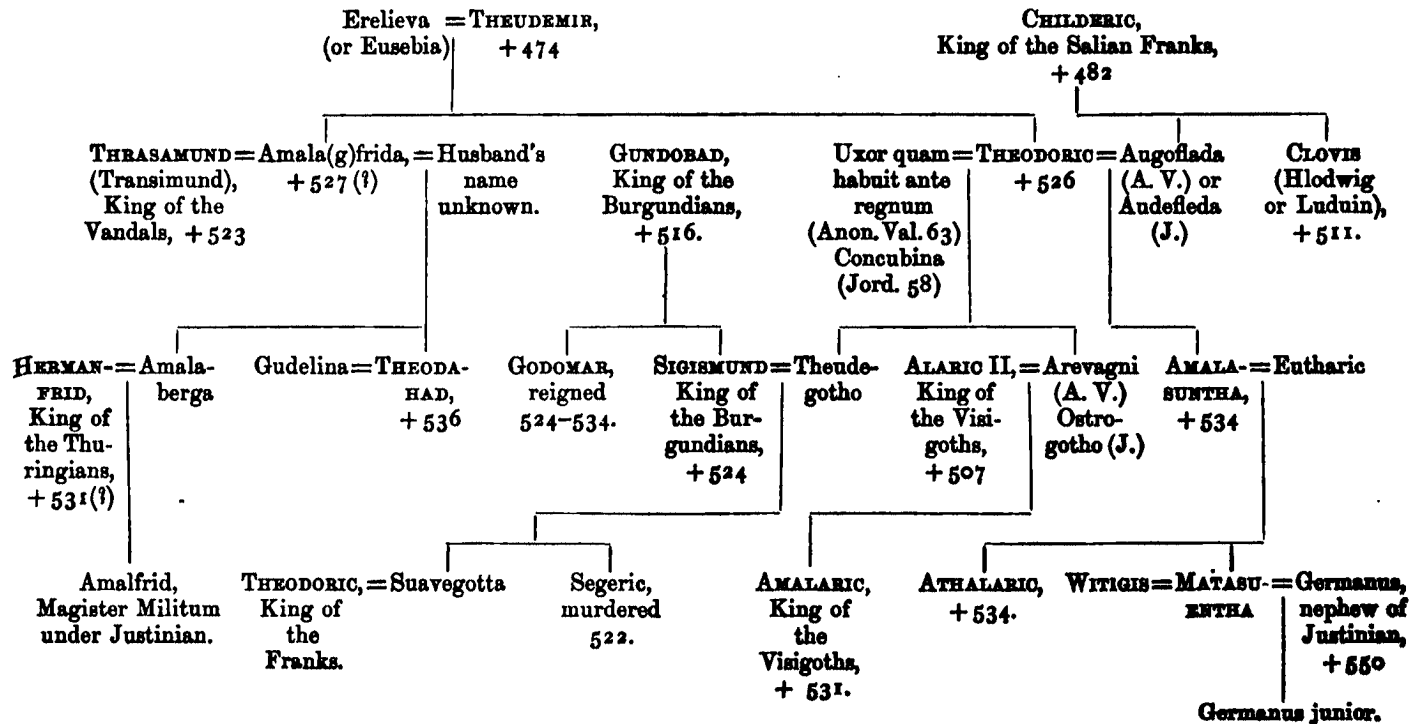 Erelieva = THEUDEMIR,
(or Eusebia) + 474
CHILDERIC,
King of the Salian Franks,
+ 482
THRASAMUND = Amala(g)frida, = Husband's
(Transimund), + 527 (?) name
King of the unknown.
Vandals, + 523
GUNDOBAD,
King of the
Burgundians,
+ 516.
UXOR quam = THEODORIC = Augoflada
habuit ante + 526 (A. V.) or
regnum Audefleda
(Anon. Val. 63) (J.)
Concubina
(Jord. 58)
CLOVIS
(Hlodwig
or Luduin),
+ 511.
HERMAN- = Amala-
FRID, berga
King of
the Thu-
ringians,
+ 531 (?)
Gudelina = THEODA-
HAD,
+ 536
GODOMAR,
reigned
524–534.
SIGISMUND = Theude-
King of gotho
the Bur-
gundians,
+ 524
ALARIC II, = Arevagni
King of (A. V.)
the Visi- Ostro-
goths, gotho (J.)
+ 507
AMALA- = Eutharic
SUNTHA,
+ 534
Amalfrid,
Magister Militum
under Justinian.
THEODORIC, = Suavegotta
King of
the
Franks.
Segeric,
murdered
522.
AMALARIC,
King of
the
Visigoths,
+ 531.
ATHALARIC,
+ 534.
WITIGIS = MATASU- = Germanus,
ENTHA nephew of
Justinian,
+ 550
Germanus junior.